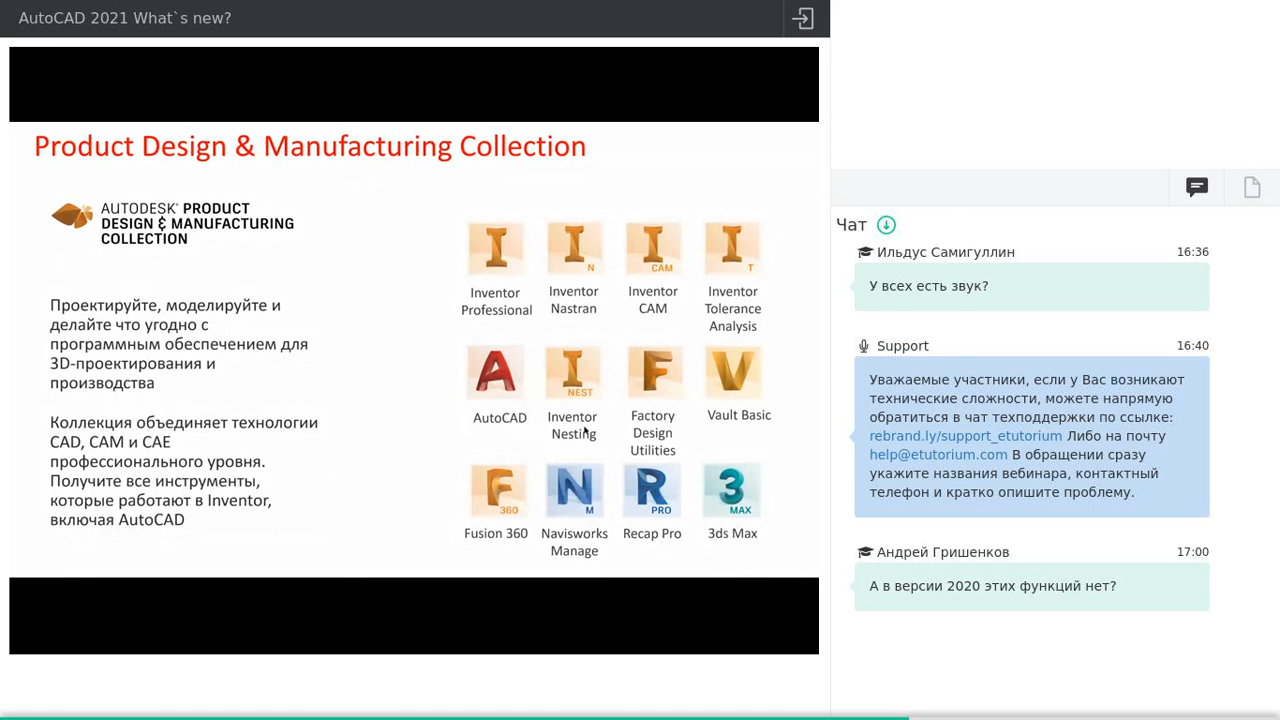 AutoCAD 2021 What`s new?
Product Design & Manufacturing Collection
AUTODESK® PRODUCT
DESIGN & MANUFACTURING
COLLECTION
Проектируйте, моделируйте и
делайте что угодно с
программным обеспечением для
3D-проектирования и
производства
Коллекция объединяет технологии
CAD, CAM и CAE
профессионального уровня.
Получите все инструменты,
которые работают в Inventor,
включая AutoCAD
I
Inventor
Professional
I N
Inventor
Nastran
I CAM
Inventor
CAM
I T
Inventor
Tolerance
Analysis
A
AutoCAD
I NEST
Inventor
Nesting
F
Factory
Design
Utilities
V
Vault Basic
F 360
Fusion 360
N M
Navisworks
Manage
R PRO
Recap Pro
3 MAX
3ds Max
Чат
Ильдус Самигуллин 16:36
У всех есть звук?
Support 16:40
Уважаемые участники, если у Вас возникают
технические сложности, можете напрямую
обратиться в чат техподдержки по ссылке:
rebrand.ly/support_etutorium Либо на почту
help@etutorium.com В обращении сразу
укажите названия вебинара, контактный
телефон и кратко опишите проблему.
Андрей Гришенков 17:00
А в версии 2020 этих функций нет?